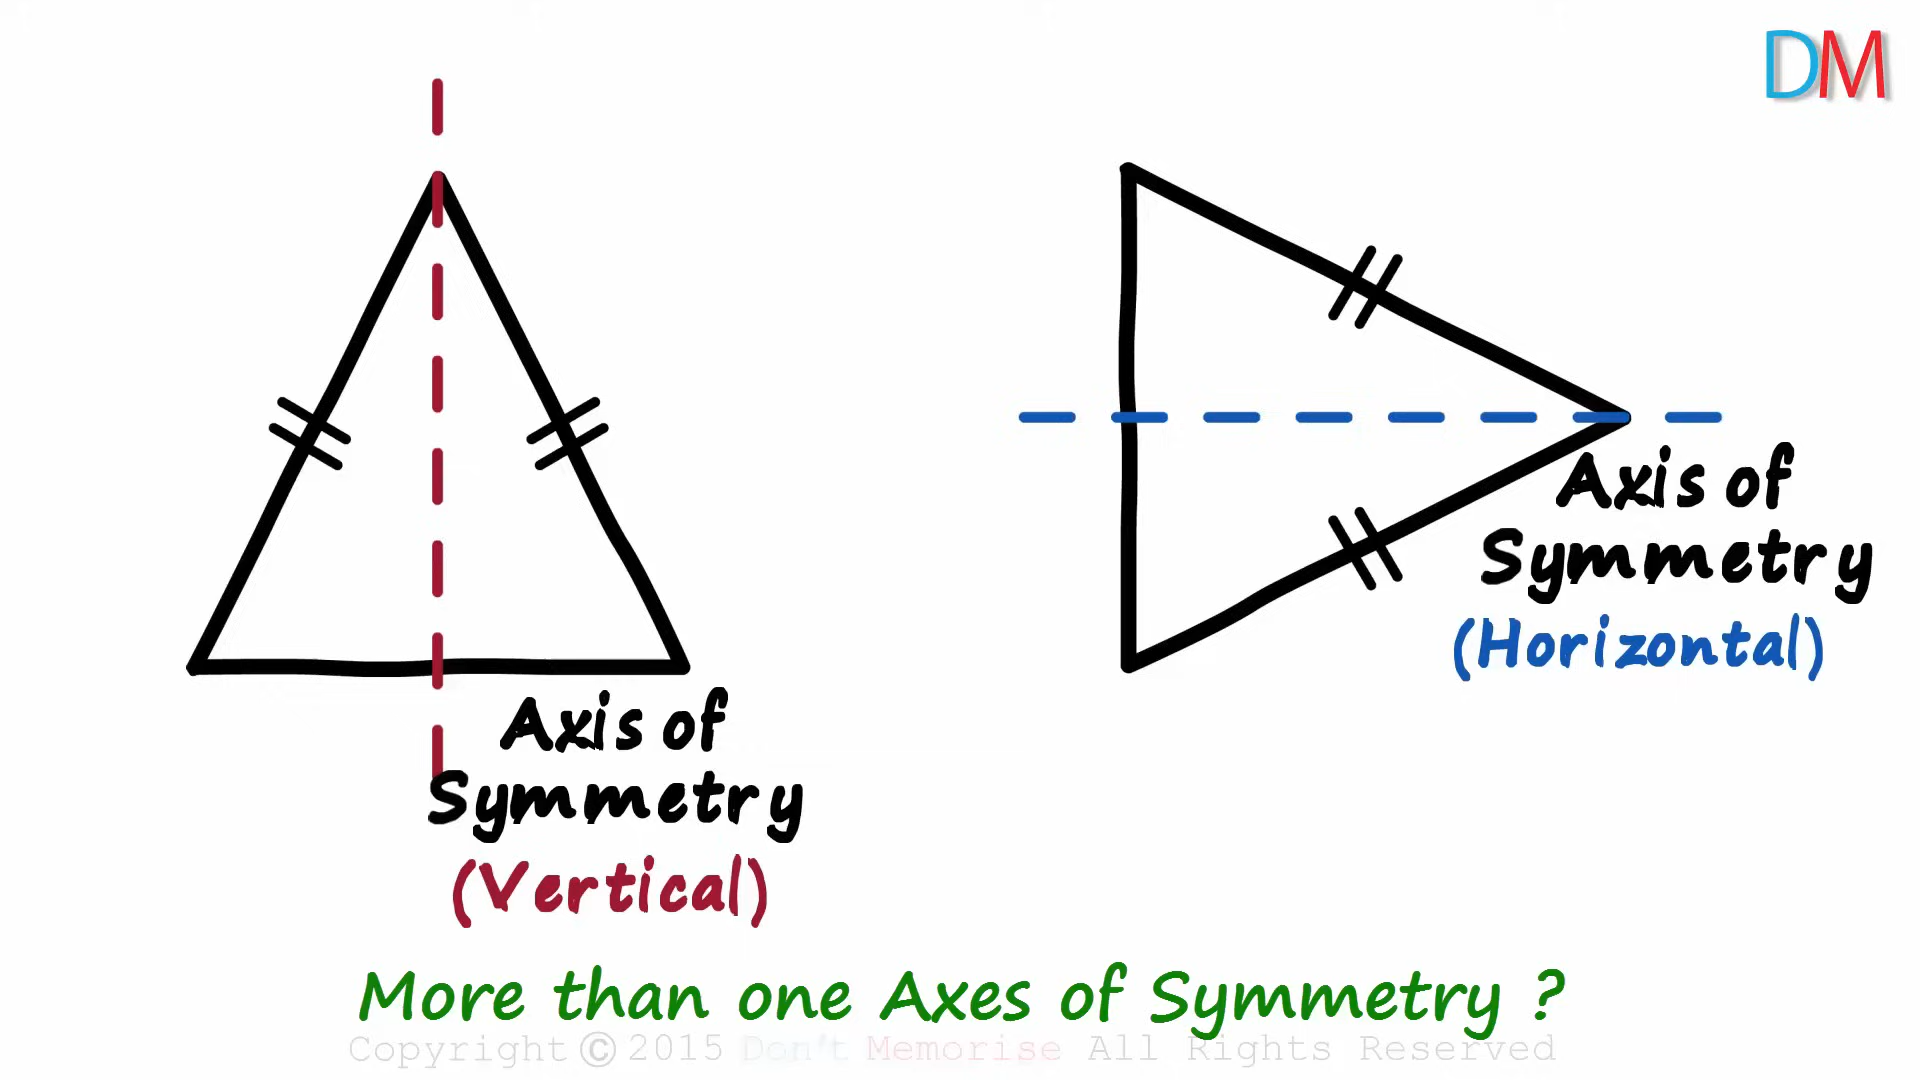 DM
Axis of
Symmetry
(Horizontal)
Axis of
Symmetry
(Vertical)
More than one Axes of Symmetry ?
Copyright © 2015 Don't Memorise All Rights Reserved